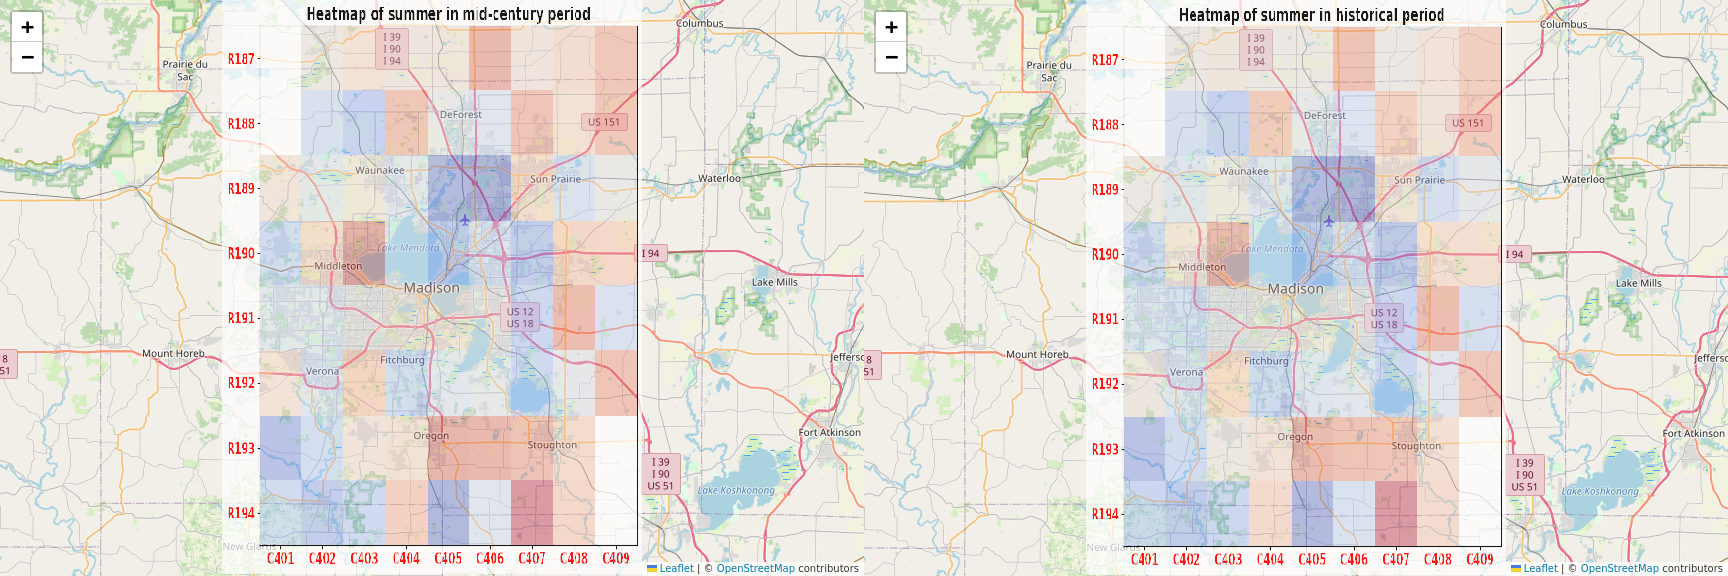 Heatmap of summer in mid-century period
+
−
I 39
I 90
I 94
Columbus
Prairie du
Sac
R187
R188
DeForest
US 151
Waunakee
Sun Prairie
Waterloo
R189
Lake Mendota
R190
Middleton
I 94
Lake Mills
Madison
R191
US 12
US 18
8
51
Mount Horeb
Fitchburg
Jefferso
Verona
R192
Oregon
Stoughton
Fort Atkinson
R193
I 39
I 90
US 51
Lake Koshkonong
R194
New Glarus
C401 C402 C403 C404 C405 C406 C407 C408 C409
Leaflet | © OpenStreetMap contributors
Heatmap of summer in historical period
+
−
I 39
I 90
I 94
Columbus
Prairie du
Sac
R187
R188
DeForest
US 151
Waunakee
Sun Prairie
Waterloo
R189
Lake Mendota
R190
Middleton
I 94
Lake Mills
Madison
R191
US 12
US 18
8
51
Mount Horeb
Fitchburg
Jefferso
Verona
R192
Oregon
Stoughton
Fort Atkinson
R193
I 39
I 90
US 51
Lake Koshkonong
R194
New Glarus
C401 C402 C403 C404 C405 C406 C407 C408 C409
Leaflet | © OpenStreetMap contributors